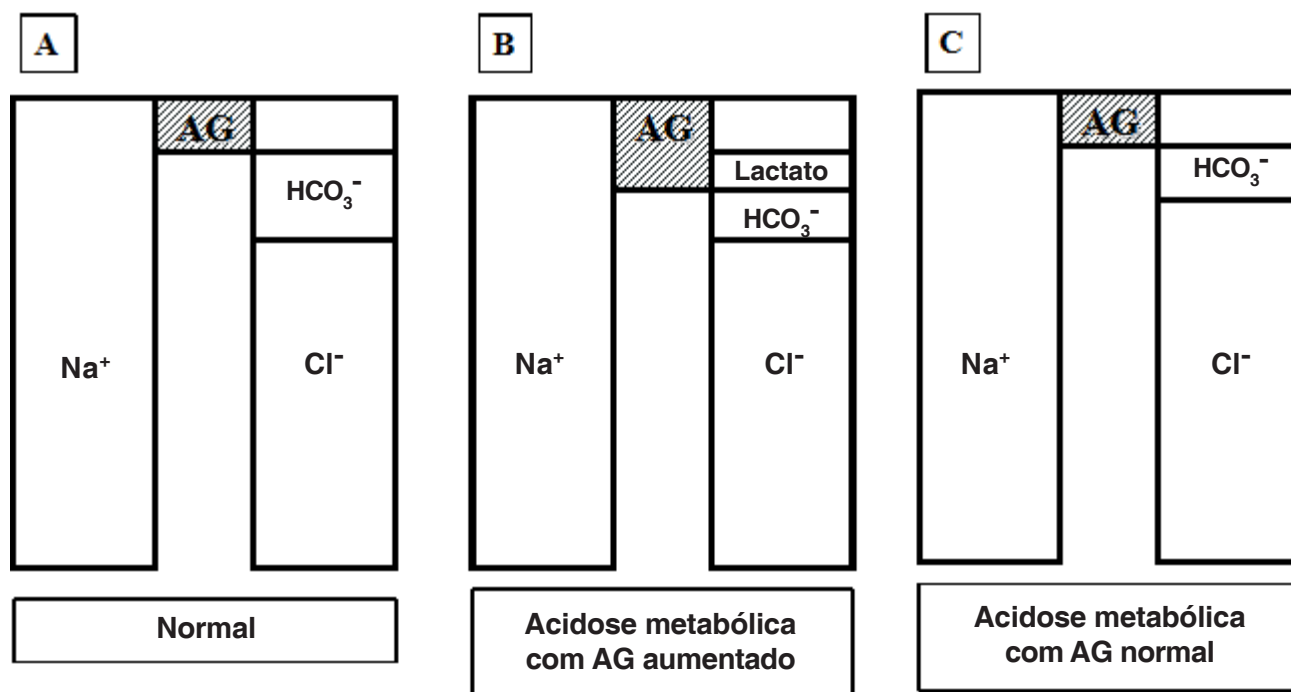 A
AG
HCO₃⁻
Na⁺
Cl⁻
Normal
B
AG
Lactato
HCO₃⁻
Na⁺
Cl⁻
Acidose metabólica
com AG aumentado
C
AG
HCO₃⁻
Na⁺
Cl⁻
Acidose metabólica
com AG normal